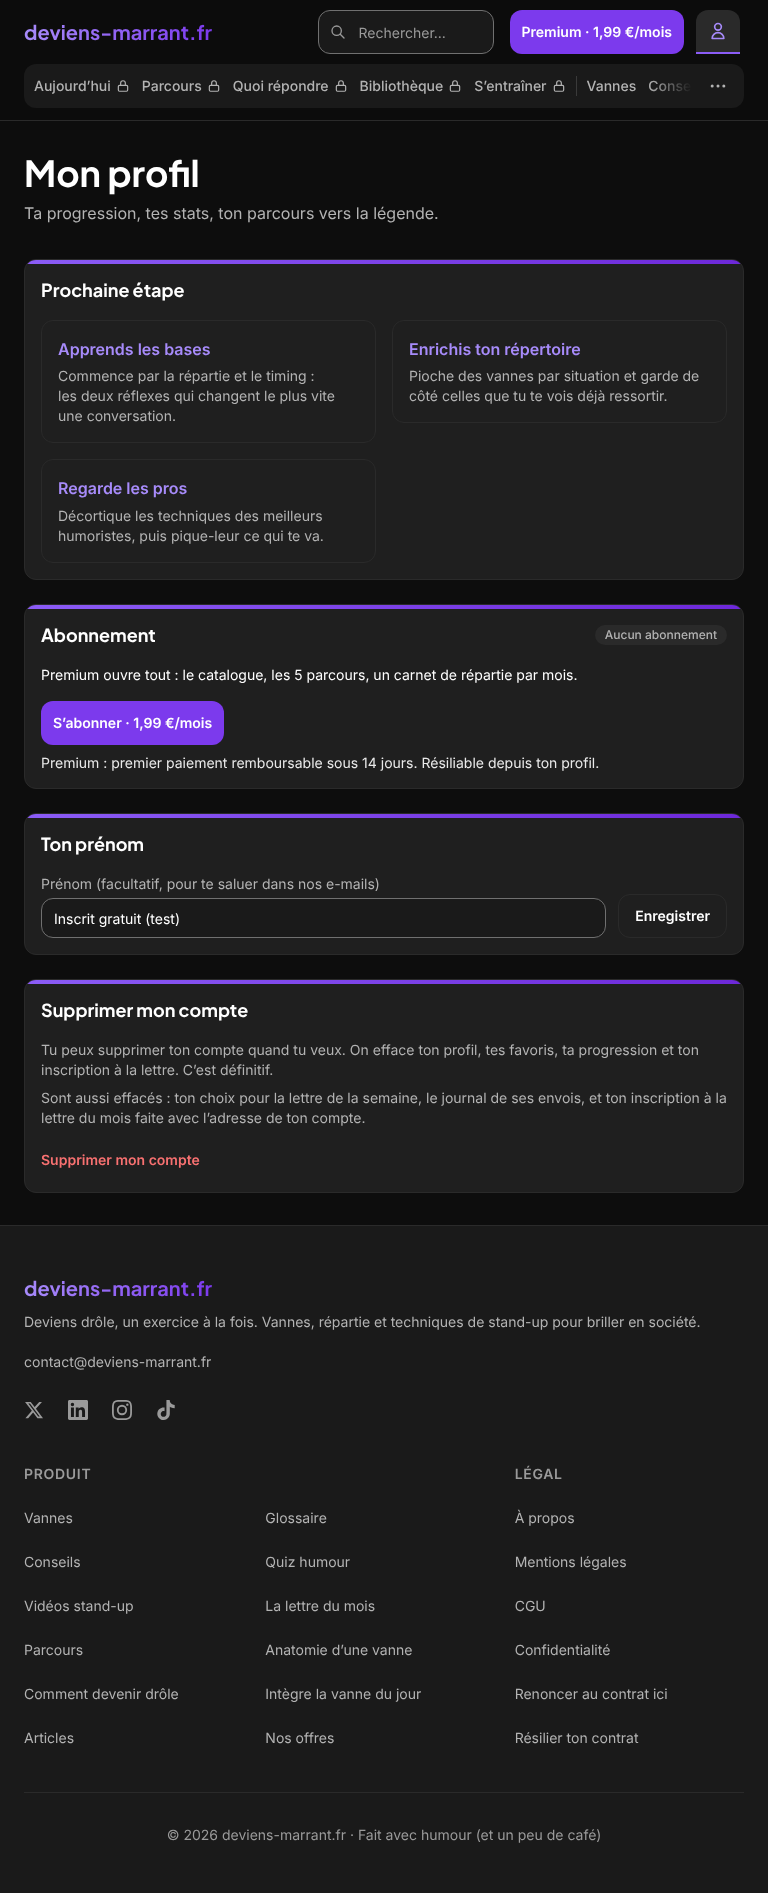 deviens-marrant.fr
Rechercher...
Premium · 1,99 €/mois
Aujourd’hui
Parcours
Quoi répondre
Bibliothèque
S’entraîner
Vannes
Mon profil
Ta progression, tes stats, ton parcours vers la légende.
Prochaine étape
Apprends les bases
Commence par la répartie et le timing :
les deux réflexes qui changent le plus vite
une conversation.
Enrichis ton répertoire
Pioche des vannes par situation et garde de
côté celles que tu te vois déjà ressortir.
Regarde les pros
Décortique les techniques des meilleurs
humoristes, puis pique-leur ce qui te va.
Abonnement
Aucun abonnement
Premium ouvre tout : le catalogue, les 5 parcours, un carnet de répartie par mois.
S’abonner · 1,99 €/mois
Premium : premier paiement remboursable sous 14 jours. Résiliable depuis ton profil.
Ton prénom
Prénom (facultatif, pour te saluer dans nos e-mails)
Inscrit gratuit (test)
Enregistrer
Supprimer mon compte
Tu peux supprimer ton compte quand tu veux. On efface ton profil, tes favoris, ta progression et ton
inscription à la lettre. C’est définitif.
Sont aussi effacés : ton choix pour la lettre de la semaine, le journal de ses envois, et ton inscription à la
lettre du mois faite avec l’adresse de ton compte.
Supprimer mon compte
deviens-marrant.fr
Deviens drôle, un exercice à la fois. Vannes, répartie et techniques de stand-up pour briller en société.
contact@deviens-marrant.fr
PRODUIT
Vannes
Conseils
Vidéos stand-up
Parcours
Comment devenir drôle
Articles
Glossaire
Quiz humour
La lettre du mois
Anatomie d’une vanne
Intègre la vanne du jour
Nos offres
LÉGAL
À propos
Mentions légales
CGU
Confidentialité
Renoncer au contrat ici
Résilier ton contrat
© 2026 deviens-marrant.fr · Fait avec humour (et un peu de café)